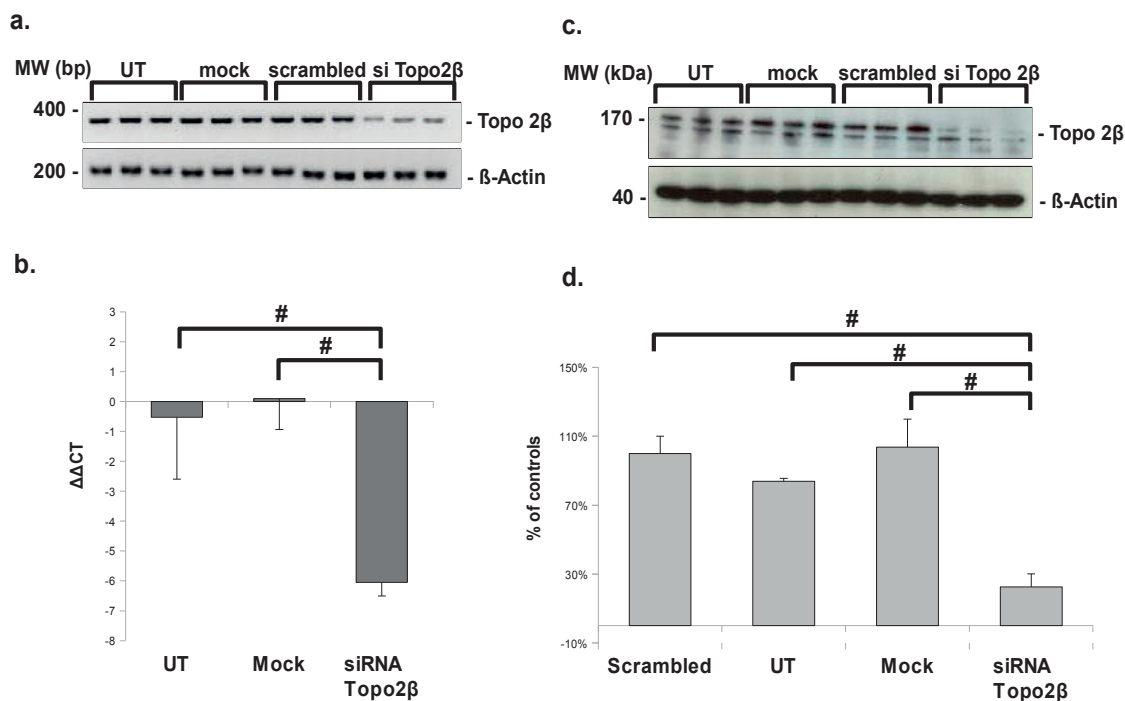 a.
MW (bp) UT mock scrambled si Topo2β
400 -
- Topo 2β
200 -
- ß-Actin
b.
#
#
3
2
1
0
-1
-2
-3
-4
-5
-6
-7
-8
ΔΔCT
UT Mock siRNA
Topo2β
c.
MW (kDa) UT mock scrambled si Topo 2β
170 -
- Topo 2β
40 -
- ß-Actin
d.
#
#
#
150%
110%
70%
30%
-10%
% of controls
Scrambled UT Mock siRNA
Topo2β